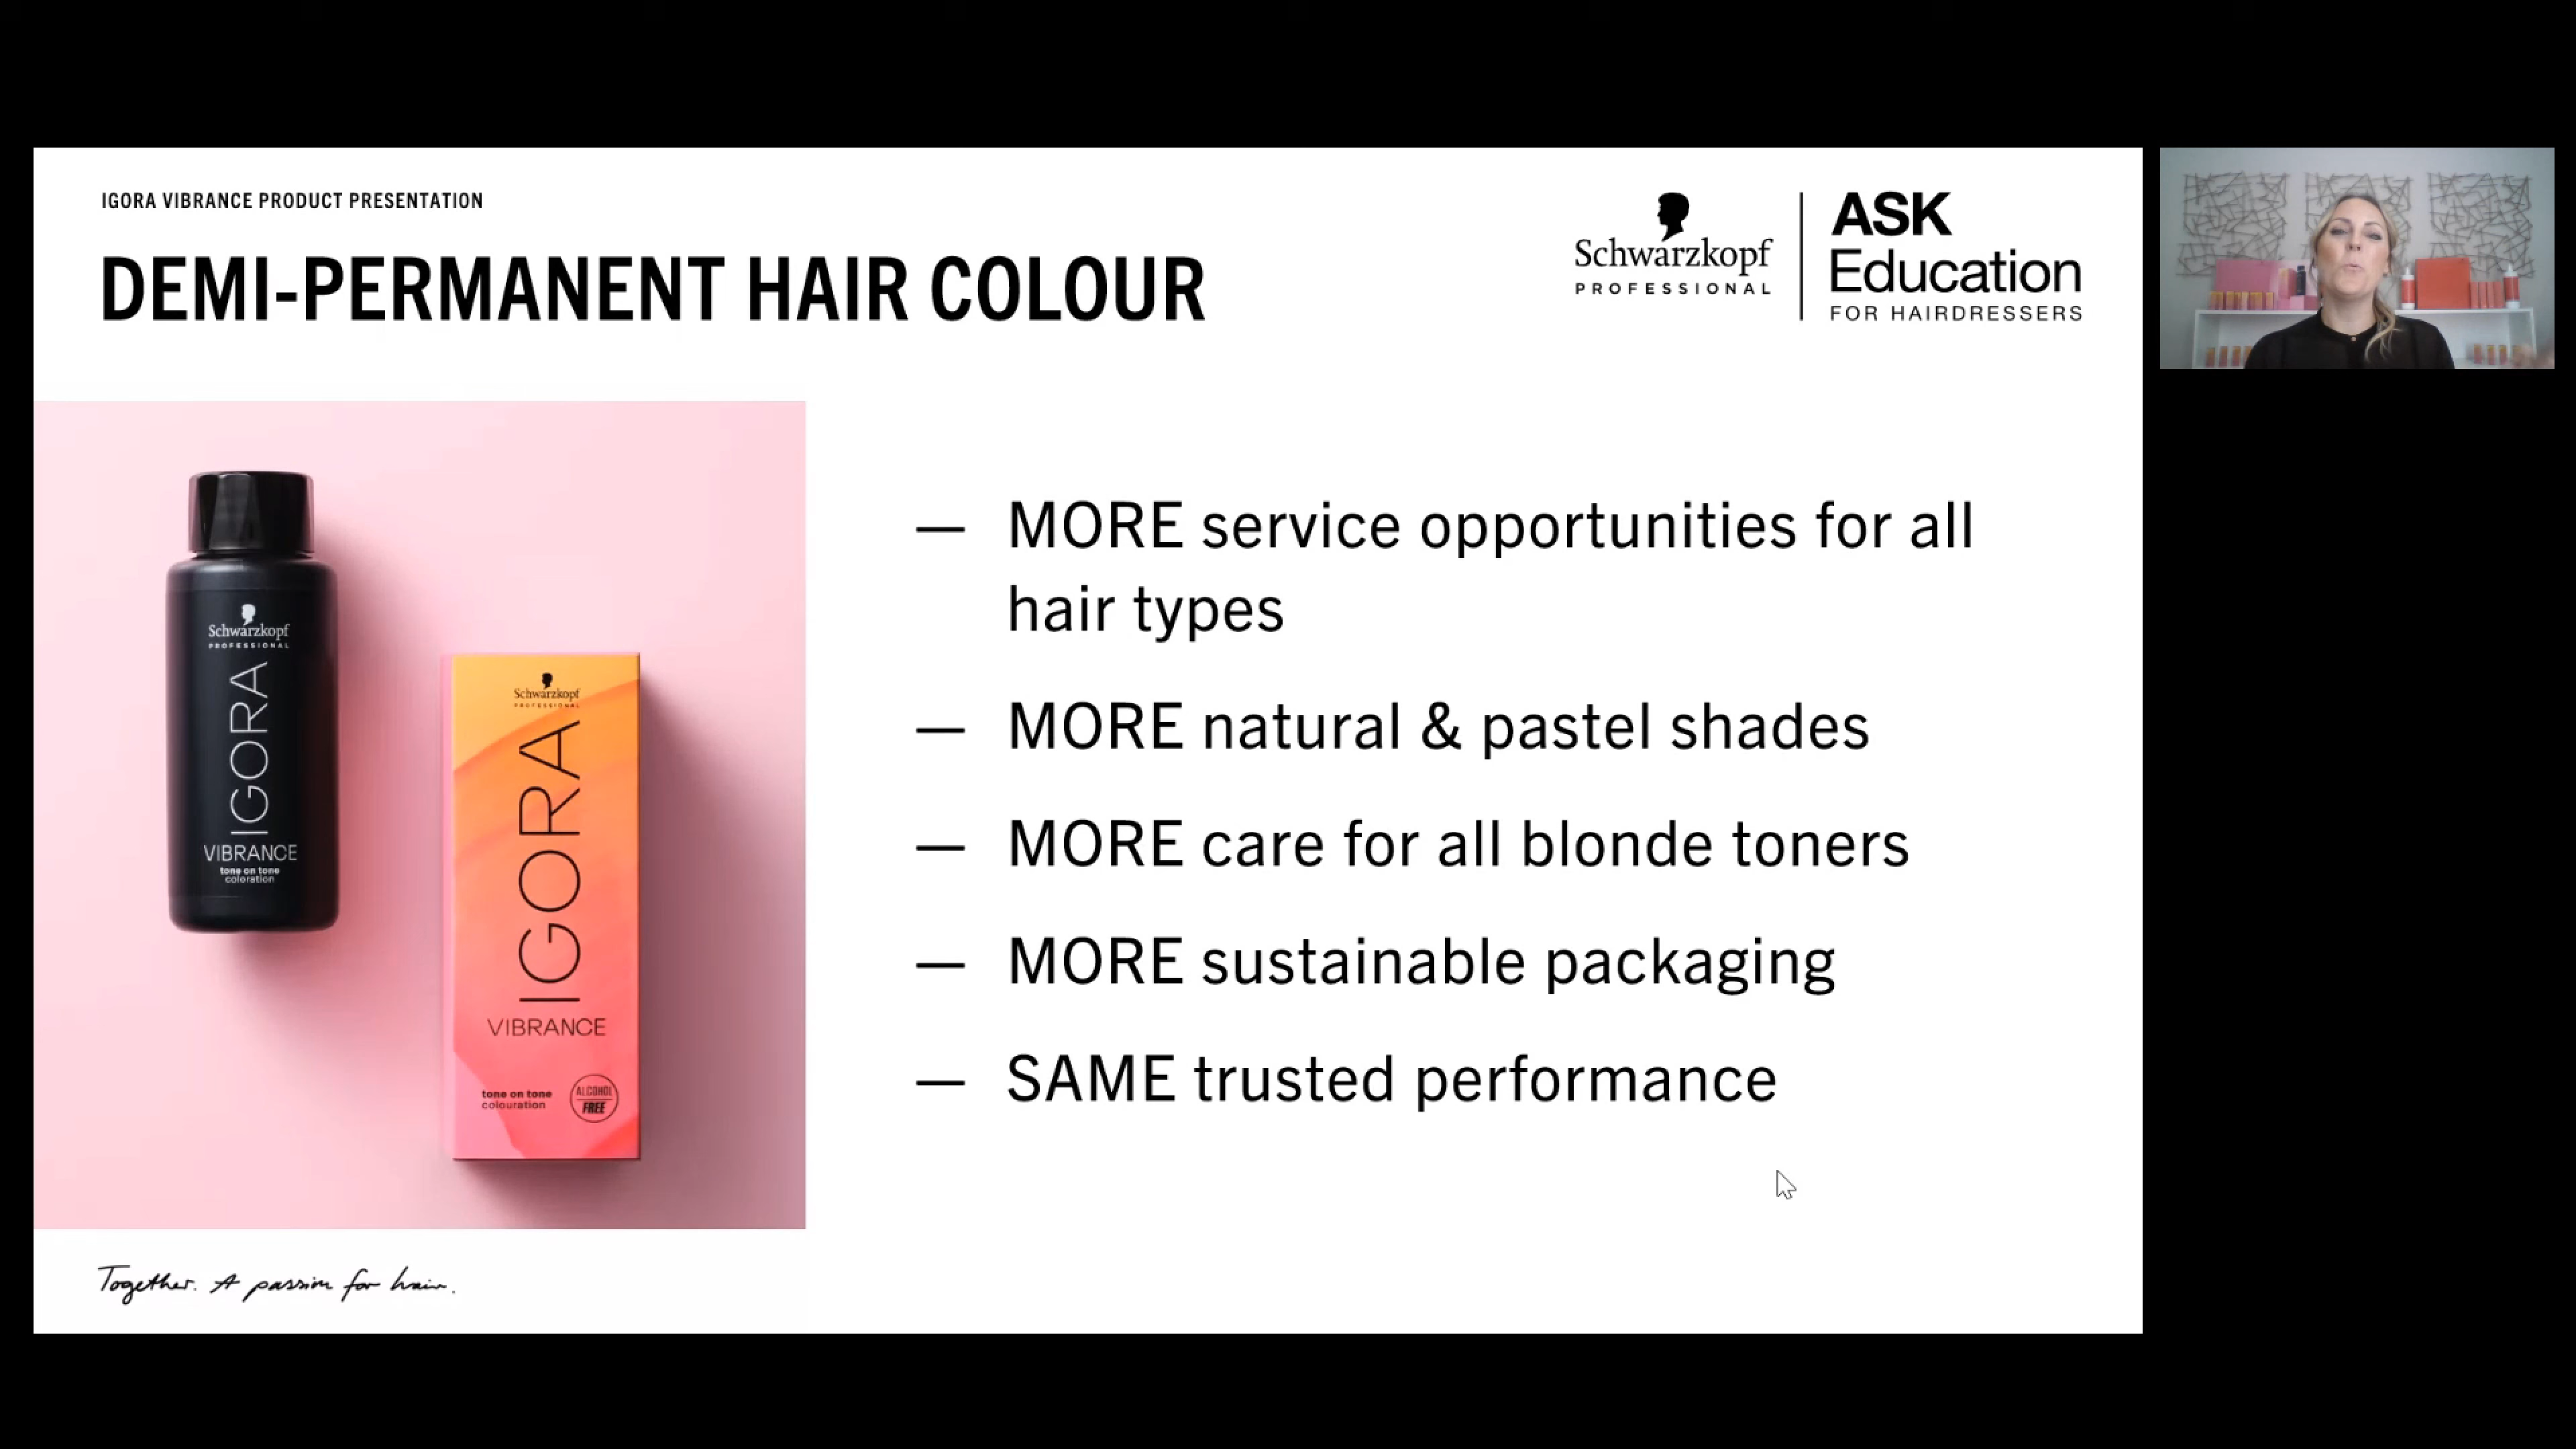 IGORA VIBRANCE PRODUCT PRESENTATION
DEMI-PERMANENT HAIR COLOUR
Schwarzkopf
PROFESSIONAL
ASK
Education
FOR HAIRDRESSERS
Schwarzkopf
PROFESSIONAL
IGORA
VIBRANCE
tone on tone
coloration
Schwarzkopf
PROFESSIONAL
IGORA
VIBRANCE
tone on tone
colouration
ALCOHOL
FREE
— MORE service opportunities for all
hair types
— MORE natural & pastel shades
— MORE care for all blonde toners
— MORE sustainable packaging
— SAME trusted performance
Together. A passion for hair.